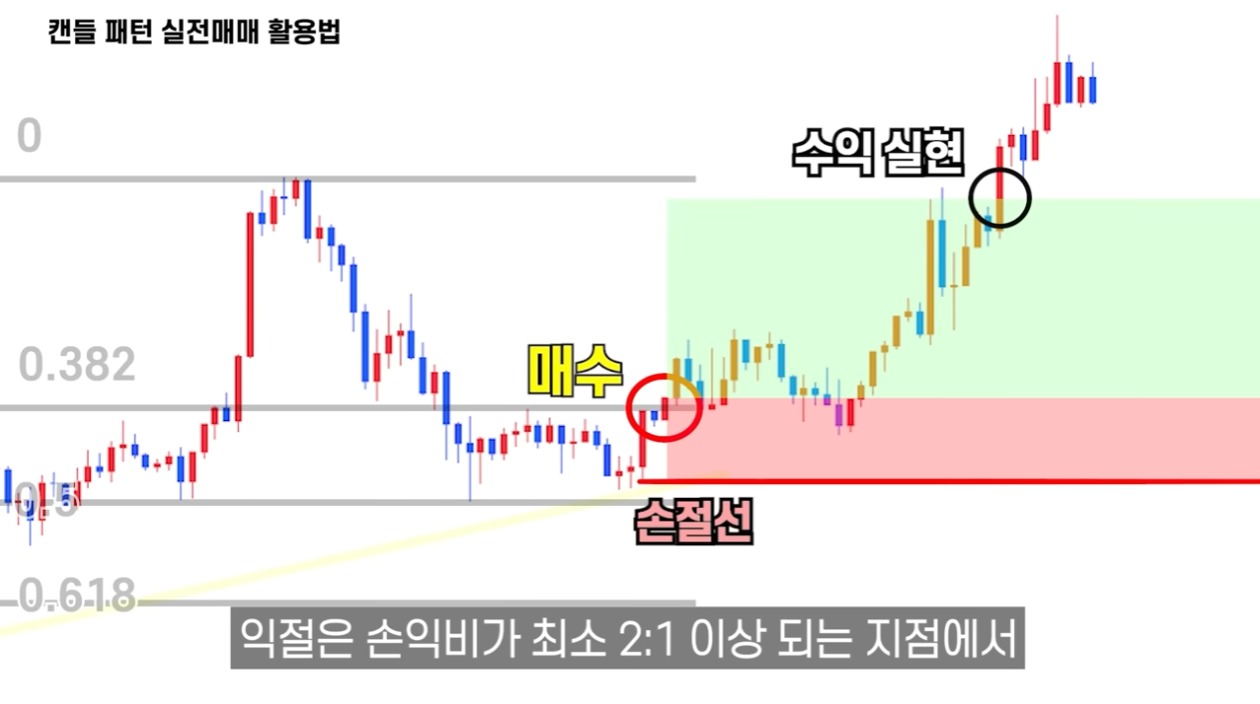 캔들 패턴 실전매매 활용법
0
수익 실현
0.382
매수
0.5
손절선
0.618
익절은 손익비가 최소 2:1 이상 되는 지점에서